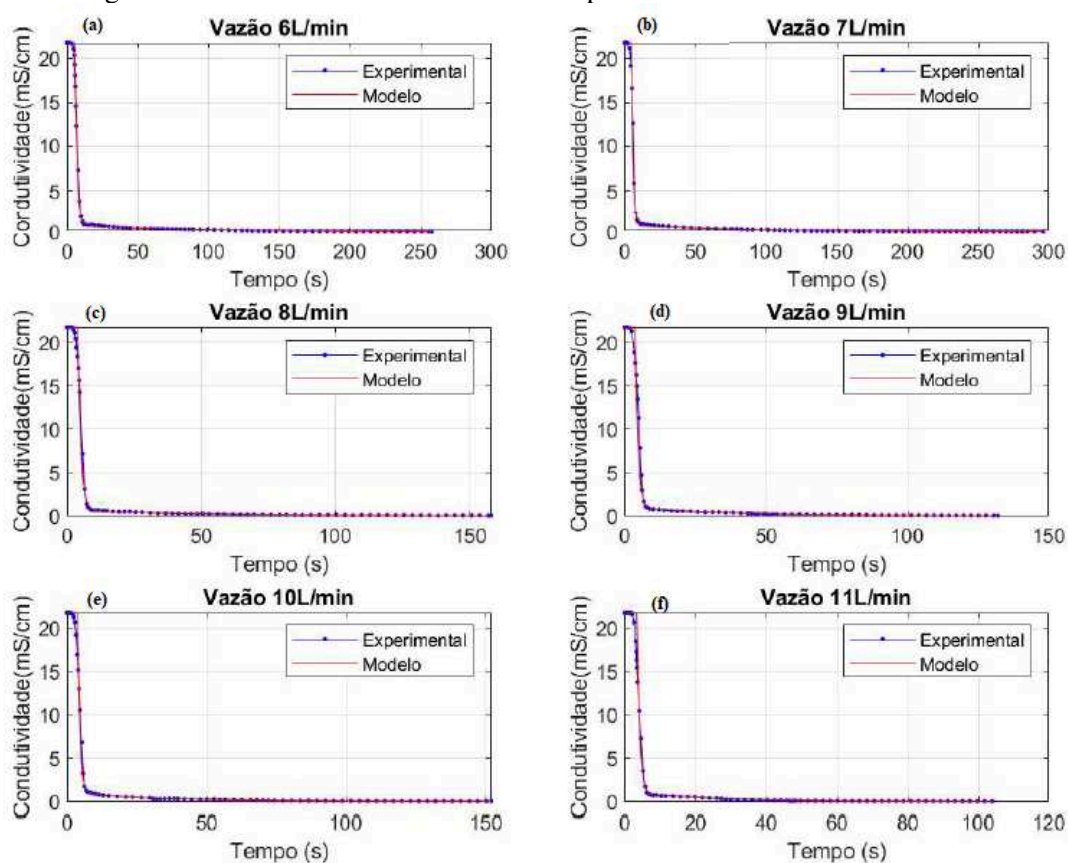 (a) Vazão 6L/min
Cordutividade(mS/cm)
20
15
10
5
0
Experimental
Modelo
0 50 100 150 200 250 300
Tempo (s)
(b) Vazão 7L/min
Cordutividade(mS/cm)
20
15
10
5
0
Experimental
Modelo
0 50 100 150 200 250 300
Tempo (s)
(c) Vazão 8L/min
Condutividade(mS/cm)
20
15
10
5
0
Experimental
Modelo
0 50 100 150
Tempo (s)
(d) Vazão 9L/min
Condutividade(mS/cm)
20
15
10
5
0
Experimental
Modelo
0 50 100 150
Tempo (s)
(e) Vazão 10L/min
Condutividade(mS/cm)
20
15
10
5
0
Experimental
Modelo
0 50 100 150
Tempo (s)
(f) Vazão 11L/min
Condutividade(mS/cm)
20
15
10
5
0
Experimental
Modelo
0 20 40 60 80 100 120
Tempo (s)